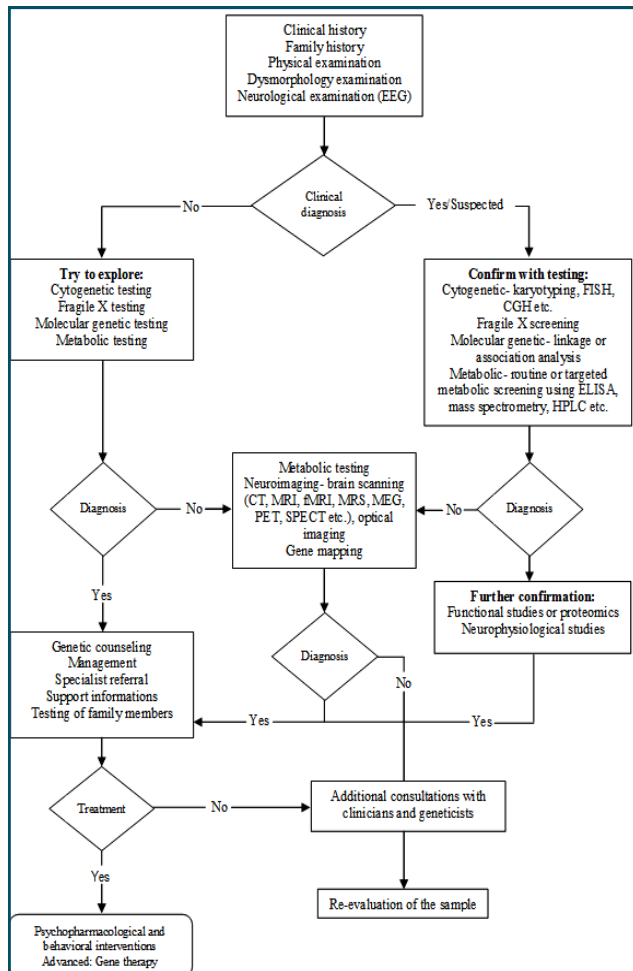 Clinical history
Family history
Physical examination
Dysmorphology examination
Neurological examination (EEG)
Clinical
diagnosis
No
Yes/Suspected
Try to explore:
Cytogenetic testing
Fragile X testing
Molecular genetic testing
Metabolic testing
Confirm with testing:
Cytogenetic- karyotyping, FISH,
CGH etc.
Fragile X screening
Molecular genetic- linkage or
association analysis
Metabolic- routine or targeted
metabolic screening using ELISA,
mass spectrometry, HPLC etc.
Metabolic testing
Neuroimaging- brain scanning
(CT, MRI, fMRI, MRS, MEG,
PET, SPECT etc.), optical
imaging
Gene mapping
Diagnosis
No
No
Diagnosis
Yes
Further confirmation:
Functional studies or proteomics
Neurophysiological studies
Genetic counseling
Management
Specialist referral
Support informations
Testing of family members
Diagnosis
No
Yes
Yes
Treatment
No
Additional consultations with
clinicians and geneticists
Yes
Re-evaluation of the sample
Psychopharmacological and
behavioral interventions
Advanced: Gene therapy